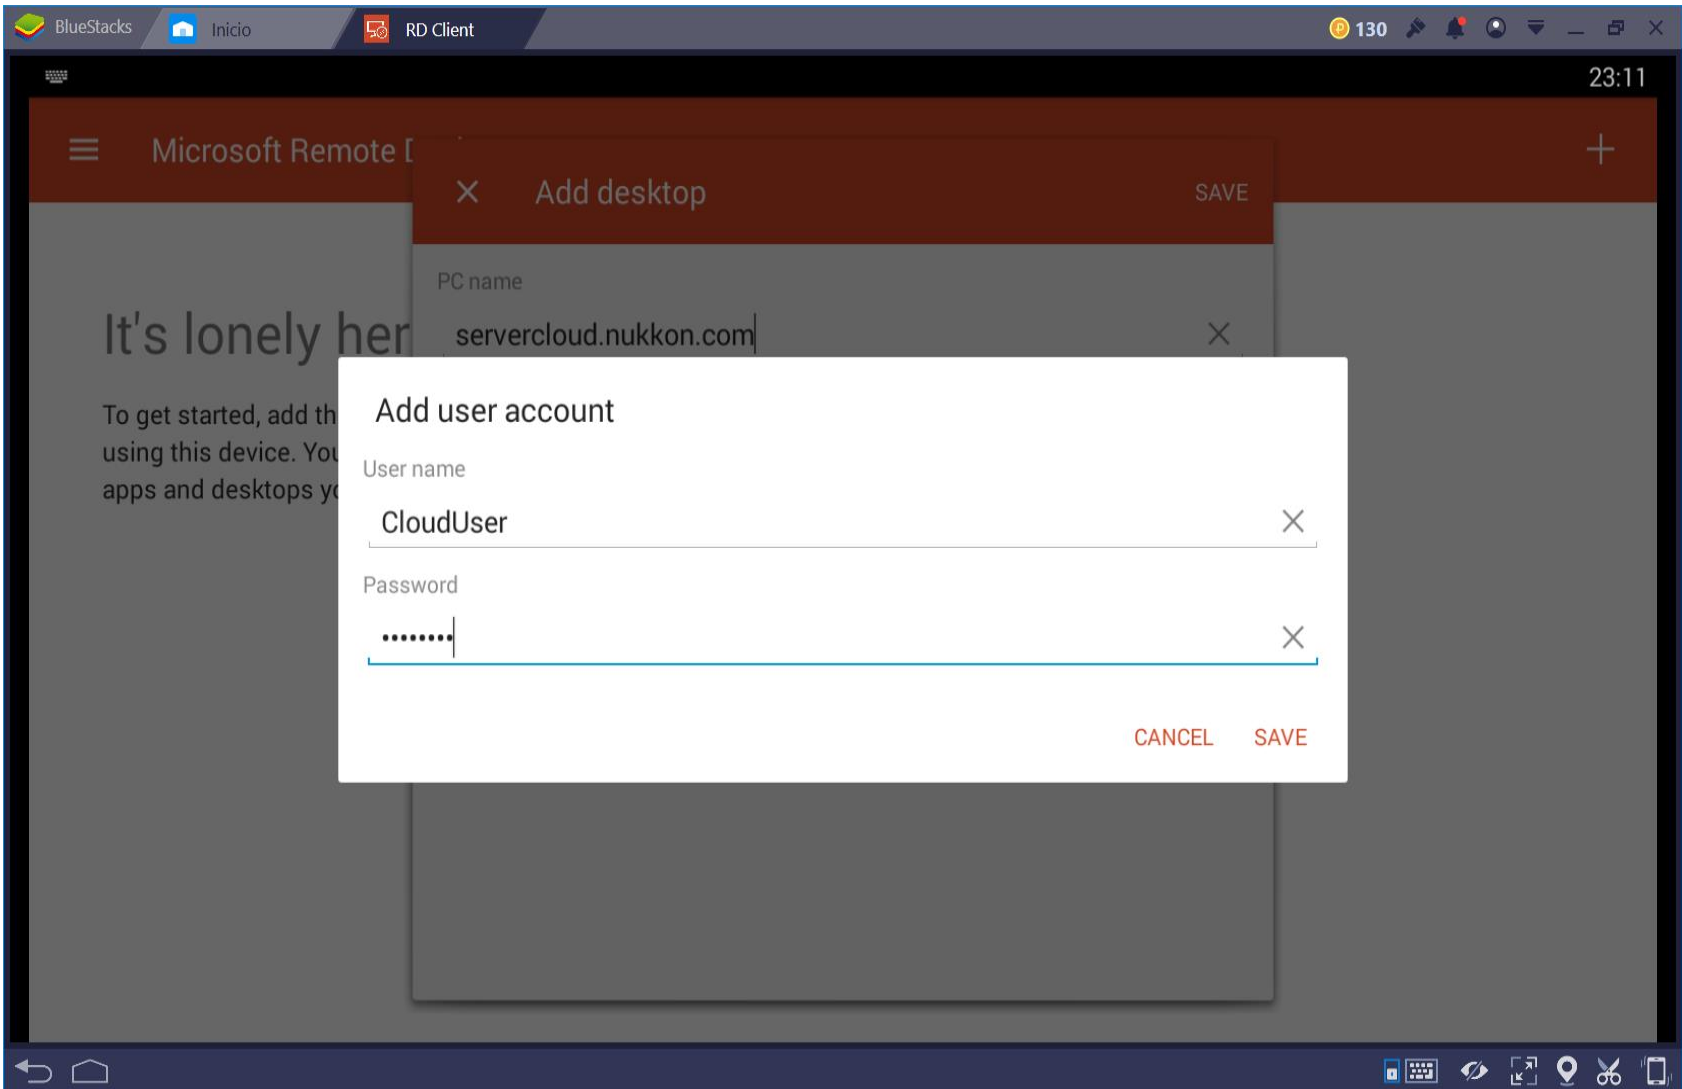 BlueStacks
Inicio
RD Client
130
23:11
Microsoft Remote
Add desktop
SAVE
PC name
It's lonely her
servercloud.nukkon.com
To get started, add th
using this device. You
apps and desktops yo
Add user account
User name
CloudUser
Password
••••••••
CANCEL
SAVE